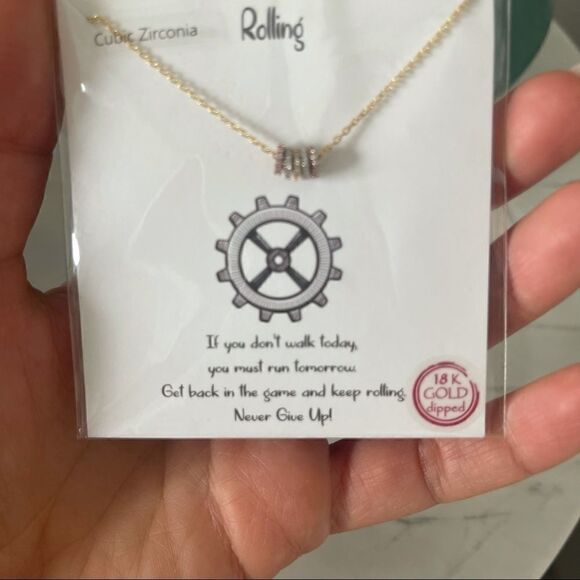 Cubic Zirconia
Rolling
If you don't walk today,
you must run tomorrow.
Get back in the game and keep rolling.
Never Give Up!
18 K
GOLD
dipped